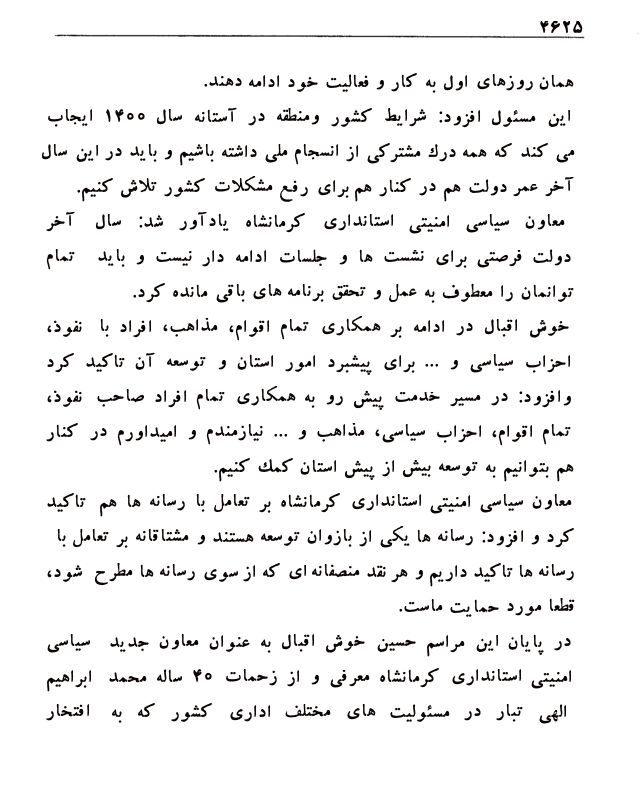 ۴۶۲۵
همان روزهای اول به کار و فعالیت خود ادامه دهند.
این مسئول افزود: شرایط کشور ومنطقه در آستانه سال ۱۴۰۰ ایجاب
می کند که همه درك مشترکی از انسجام ملی داشته باشیم و باید در این سال
آخر عمر دولت هم در کنار هم برای رفع مشکلات کشور تلاش کنیم.
معاون سیاسی امنیتی استانداری کرمانشاه یادآور شد: سال آخر
دولت فرصتی برای نشست ها و جلسات ادامه دار نیست و باید تمام
توانمان را معطوف به عمل و تحقق برنامه های باقی مانده کرد.
خوش اقبال در ادامه بر همکاری تمام اقوام، مذاهب، افراد با نفوذ،
احزاب سیاسی و ... برای پیشبرد امور استان و توسعه آن تاکید کرد
وافزود: در مسیر خدمت پیش رو به همکاری تمام افراد صاحب نفوذ،
تمام اقوام، احزاب سیاسی، مذاهب و ... نیازمندم و امیداورم در کنار
هم بتوانیم به توسعه بیش از پیش استان کمك کنیم.
معاون سیاسی امنیتی استانداری کرمانشاه بر تعامل با رسانه ها هم تاکید
کرد و افزود: رسانه ها یکی از بازوان توسعه هستند و مشتاقانه بر تعامل با
رسانه ها تاکید داریم و هر نقد منصفانه ای که از سوی رسانه ها مطرح شود،
قطعا مورد حمایت ماست.
در پایان این مراسم حسین خوش اقبال به عنوان معاون جدید سیاسی
امنیتی استانداری کرمانشاه معرفی و از زحمات ۴۰ ساله محمد ابراهیم
الهی تبار در مسئولیت های مختلف اداری کشور که به افتخار